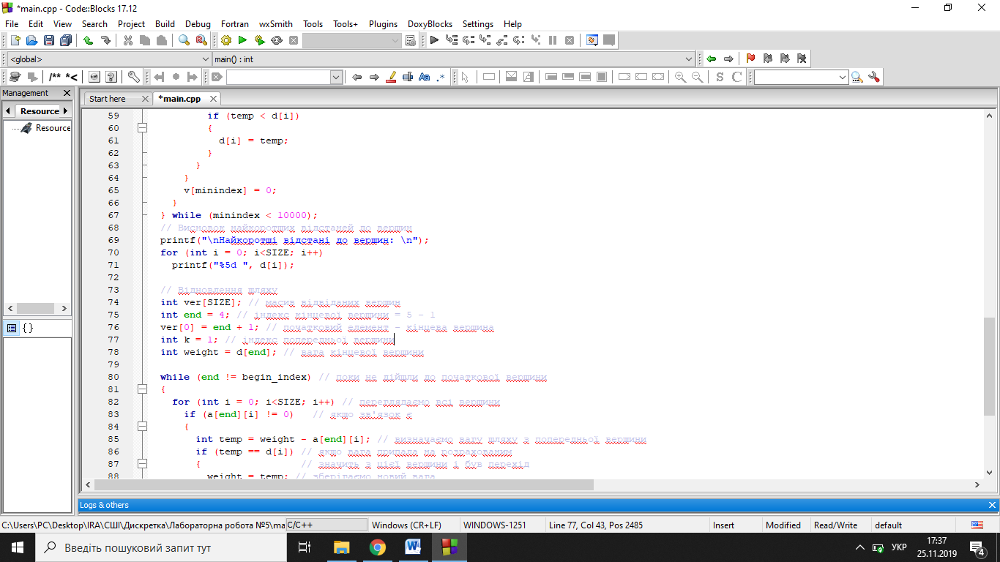 *main.cpp - Code::Blocks 17.12
File Edit View Search Project Build Debug Fortran wxSmith Tools Tools+ Plugins DoxyBlocks Settings Help
<global> main() : int
/** *<
Aa .* S C
Management
Start here *main.cpp
Resource
Resource
59 if (temp < d[i])
60 {
61 d[i] = temp;
62 }
63 }
64 }
65 v[minindex] = 0;
66 }
67 } while (minindex < 10000);
68 // Висновок найкоротших відстаней до вершин
69 printf("\nНайкоротші відстані до вершин: \n");
70 for (int i = 0; i<SIZE; i++)
71 printf("%5d ", d[i]);
72
73 // Відновлення шляху
74 int ver[SIZE]; // масив відвіданих вершин
75 int end = 4; // індекс кінцевої вершини = 5 - 1
76 ver[0] = end + 1; // початковий елемент - кінцева вершина
77 int k = 1; // індекс попередньої вершини
78 int weight = d[end]; // вага кінцевої вершини
79
80 while (end != begin_index) // поки не дійшли до початкової вершини
81 {
82 for (int i = 0; i<SIZE; i++) // переглядаємо всі вершини
83 if (a[end][i] != 0) // якщо зв'язок є
84 {
85 int temp = weight - a[end][i]; // визначаємо вагу шляху з попередньої вершини
86 if (temp == d[i]) // якщо вага припала на розрахованим
87 { // значить з цієї вершини і був перехід
88 weight = temp; // зберігаємо новий вага
{}
Logs & others
C:\Users\PC\Desktop\IRA\СШІ\Дискретка\Лабораторна робота №5\ma C/C++ Windows (CR+LF) WINDOWS-1251 Line 77, Col 43, Pos 2485 Insert Modified Read/Write default
Введіть пошуковий запит тут
УКР
17:37
25.11.2019
4